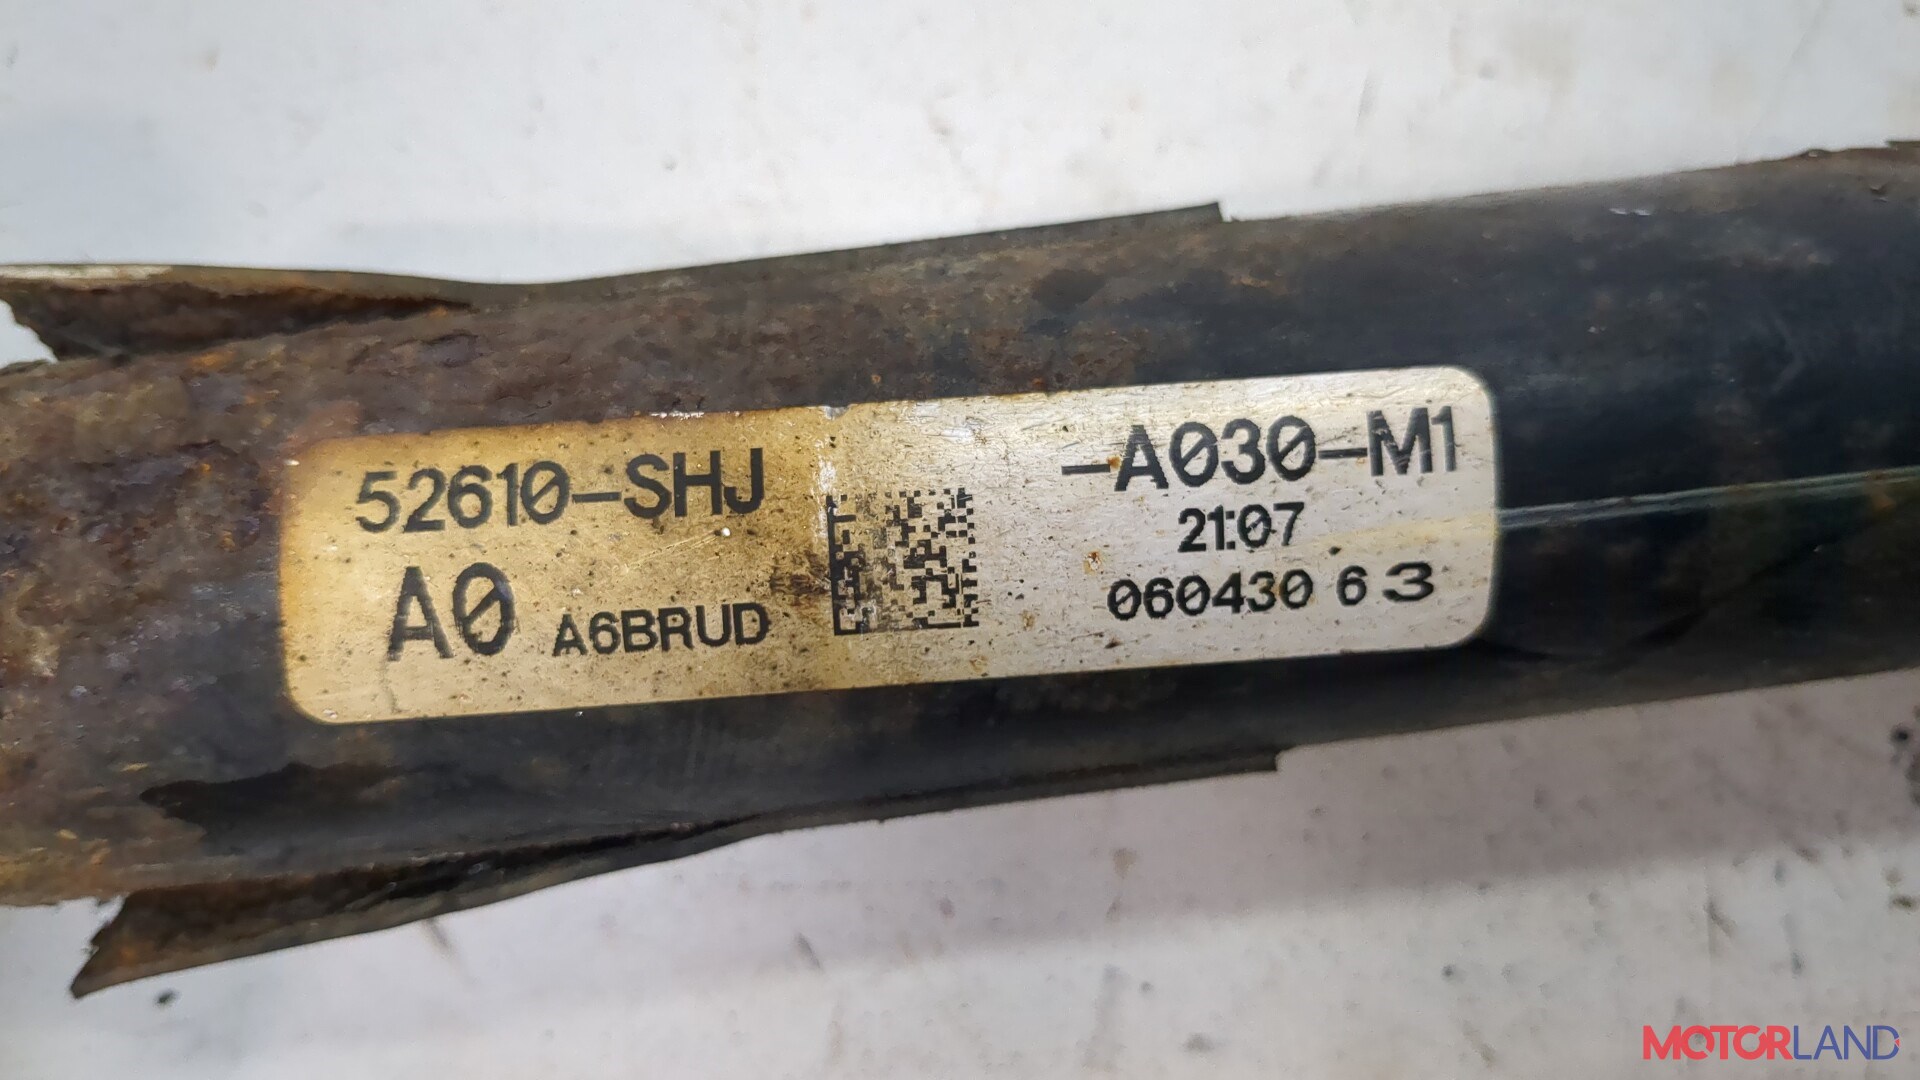 52610-SHJ -A030-M1
21:07
A0 A6BRUD 060430 6 3
MOTORLAND